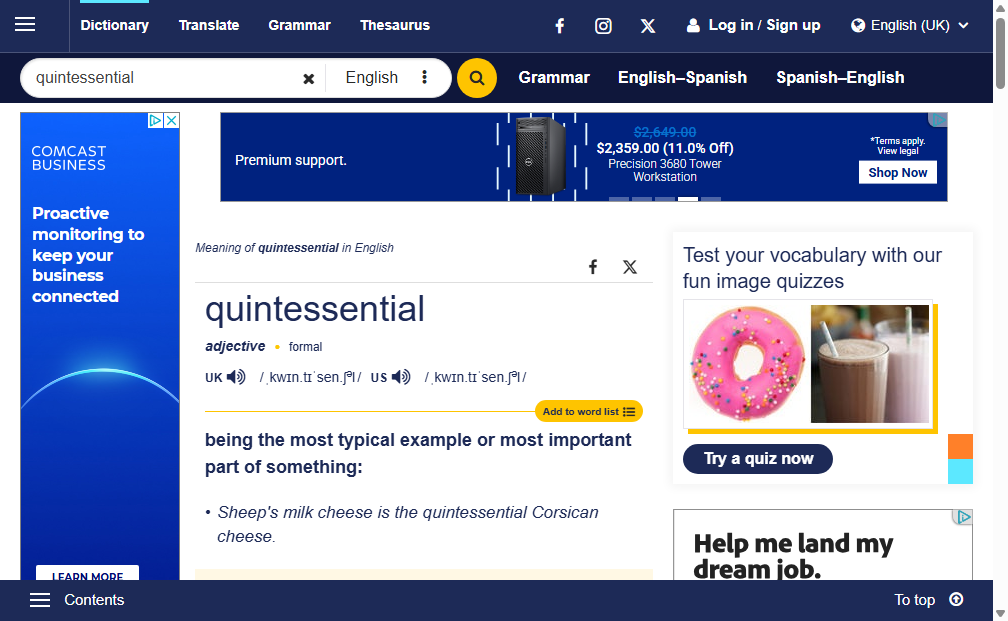 Dictionary Translate Grammar Thesaurus
Log in / Sign up English (UK)
quintessential English
Grammar English–Spanish Spanish–English
COMCAST
BUSINESS
Proactive
monitoring to
keep your
business
connected
LEARN MORE
Premium support.
$2,649.00
$2,359.00 (11.0% Off)
Precision 3680 Tower
Workstation
*Terms apply.
View legal
Shop Now
Meaning of quintessential in English
quintessential
adjective • formal
UK /ˌkwɪn.tɪˈsen.ʃəl/ US /ˌkwɪn.tɪˈsen.ʃəl/
Add to word list
being the most typical example or most important
part of something:
• Sheep's milk cheese is the quintessential Corsican
cheese.
Test your vocabulary with our
fun image quizzes
Try a quiz now
Help me land my
dream job.
Contents
To top